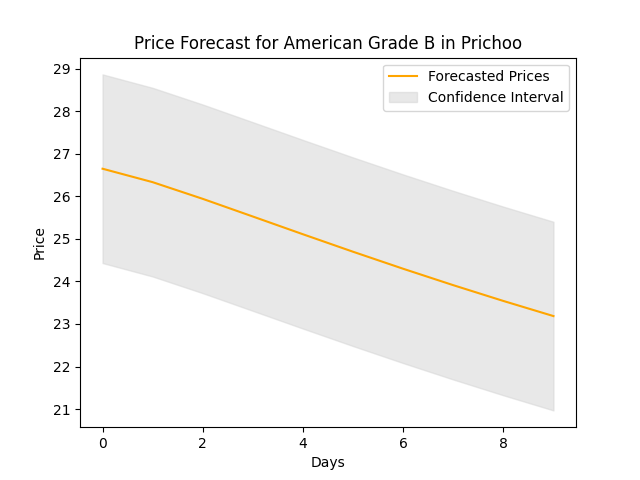 Price Forecast for American Grade B in Prichoo
Forecasted Prices
Confidence Interval
29
28
27
26
25
24
23
22
21
Price
0 2 4 6 8
Days